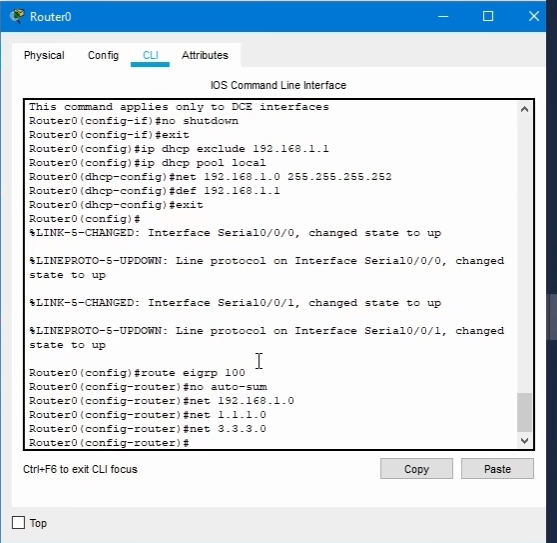 Router0
Physical Config CLI Attributes
IOS Command Line Interface
This command applies only to DCE interfaces
Router0(config-if)#no shutdown
Router0(config-if)#exit
Router0(config)#ip dhcp exclude 192.168.1.1
Router0(config)#ip dhcp pool local
Router0(dhcp-config)#net 192.168.1.0 255.255.255.252
Router0(dhcp-config)#def 192.168.1.1
Router0(dhcp-config)#exit
Router0(config)#
%LINK-5-CHANGED: Interface Serial0/0/0, changed state to up
%LINEPROTO-5-UPDOWN: Line protocol on Interface Serial0/0/0, changed
state to up
%LINK-5-CHANGED: Interface Serial0/0/1, changed state to up
%LINEPROTO-5-UPDOWN: Line protocol on Interface Serial0/0/1, changed
state to up
Router0(config)#route eigrp 100
Router0(config-router)#no auto-sum
Router0(config-router)#net 192.168.1.0
Router0(config-router)#net 1.1.1.0
Router0(config-router)#net 3.3.3.0
Router0(config-router)#
Ctrl+F6 to exit CLI focus
Copy Paste
Top